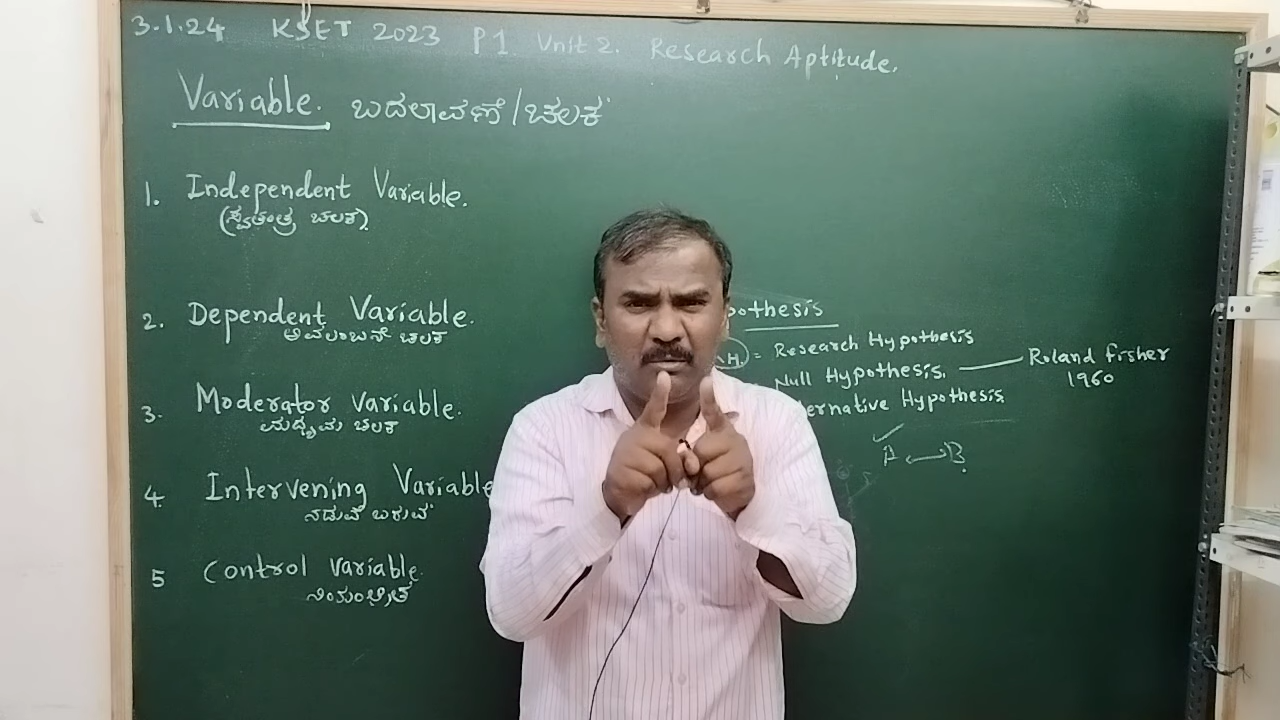 3.1.24 KSET 2023 P1 Unit 2. Research Aptitude.
Variable. ಬದಲಾವಣೆ/ಚಲಕ
1. Independent Variable.
(ಸ್ವತಂತ್ರ ಚಲಕ)
2. Dependent Variable.
ಅವಲಂಬನೆ ಚಲಕ
3. Moderator variable.
ಮಧ್ಯಮ ಚಲಕ
4. Intervening Variable
ನಡುವೆ ಬರುವ
5 Control variable.
ನಿಯಂತ್ರಿತ
pothesis
H. = Research Hypothesis
Null Hypothesis. — Roland Fisher
1960
ernative Hypothesis
A B